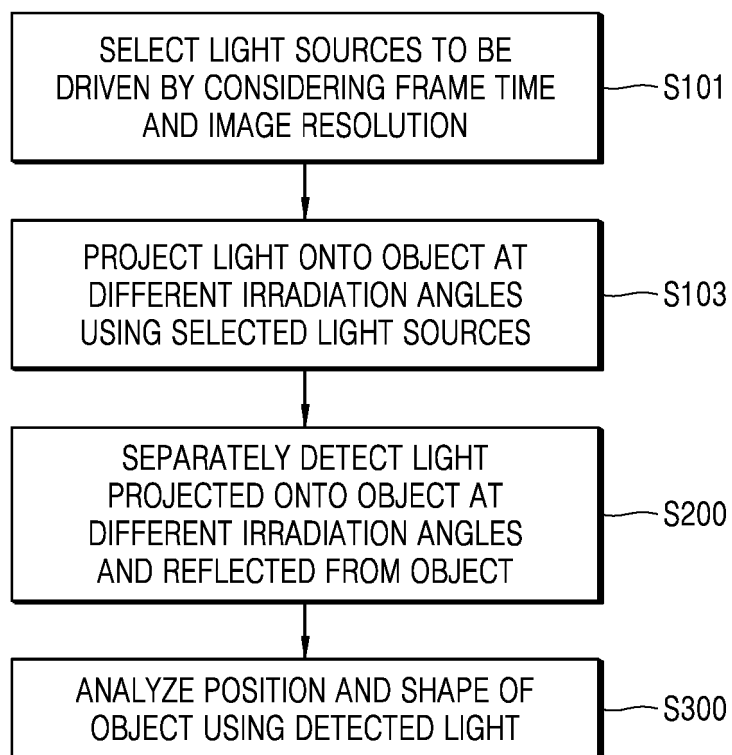 SELECT LIGHT SOURCES TO BE
DRIVEN BY CONSIDERING FRAME TIME
AND IMAGE RESOLUTION
S101
PROJECT LIGHT ONTO OBJECT AT
DIFFERENT IRRADIATION ANGLES
USING SELECTED LIGHT SOURCES
S103
SEPARATELY DETECT LIGHT
PROJECTED ONTO OBJECT AT
DIFFERENT IRRADIATION ANGLES
AND REFLECTED FROM OBJECT
S200
ANALYZE POSITION AND SHAPE OF
OBJECT USING DETECTED LIGHT
S300